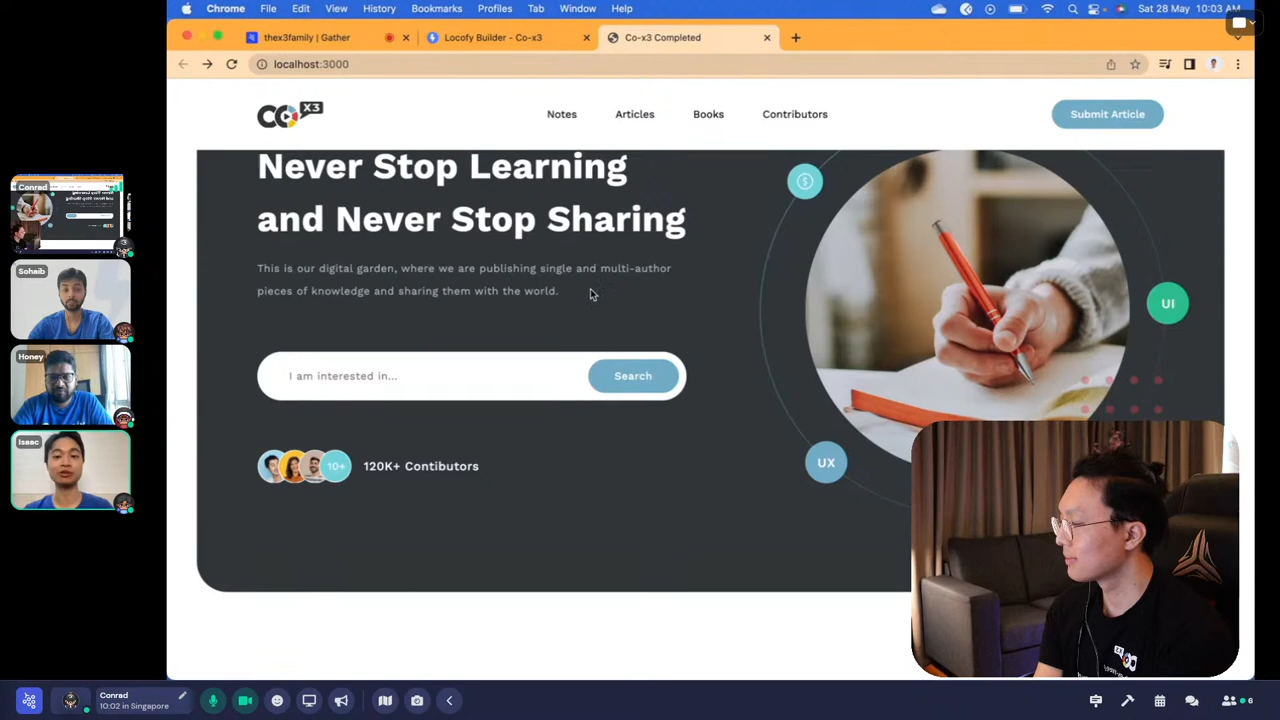 Chrome File Edit View History Bookmarks Profiles Tab Window Help Sat 28 May 10:03 AM
thex3family | Gather
Locofy Builder - Co-x3
Co-x3 Completed
localhost:3000
CO X3
Notes Articles Books Contributors Submit Article
Never Stop Learning
and Never Stop Sharing
This is our digital garden, where we are publishing single and multi-author
pieces of knowledge and sharing them with the world.
I am interested in...
Search
10+ 120K+ Contibutors
$
UI
UX
Conrad
Sohaib
Honey
Isaac
Conrad
10:02 in Singapore
6